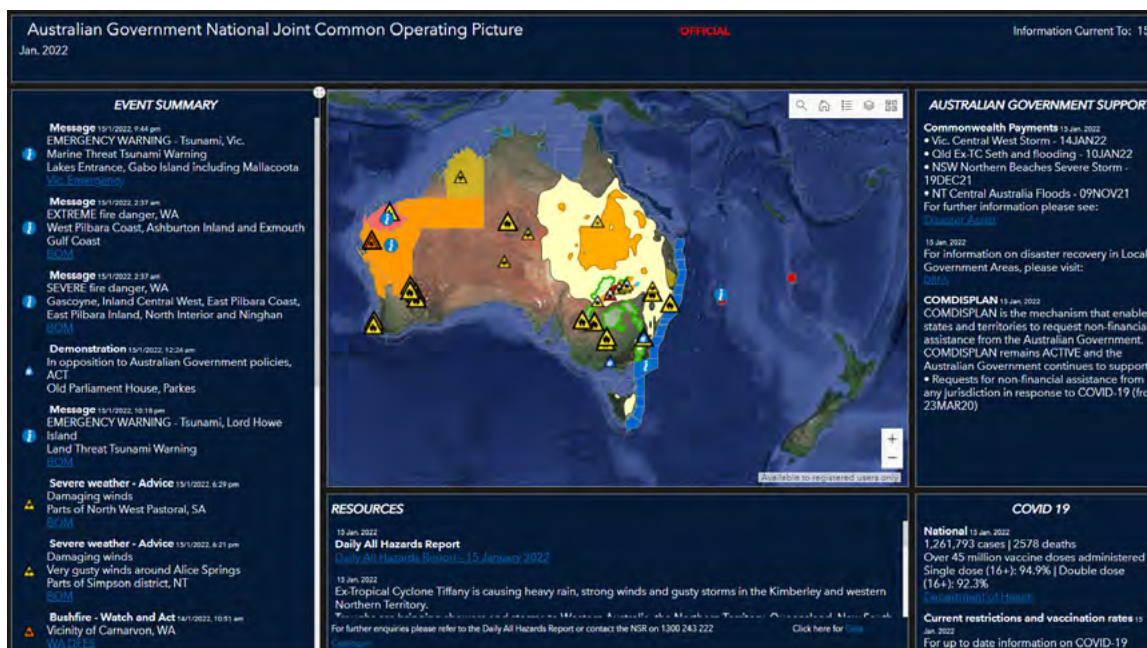 Australian Government National Joint Common Operating Picture
OFFICIAL
Information Current To: 15
Jan. 2022
EVENT SUMMARY
Message 15/1/2022, 9:44 pm
EMERGENCY WARNING - Tsunami, Vic.
Marine Threat Tsunami Warning
Lakes Entrance, Gabo Island including Mallacoota
Vic. Emergency
Message 15/1/2022, 2:37 am
EXTREME fire danger, WA
West Pilbara Coast, Ashburton Inland and Exmouth
Gulf Coast
BOM
Message 15/1/2022, 2:37 am
SEVERE fire danger, WA
Gascoyne, Inland Central West, East Pilbara Coast,
East Pilbara Inland, North Interior and Ninghan
BOM
Demonstration 15/1/2022, 12:24 am
In opposition to Australian Government policies,
ACT
Old Parliament House, Parkes
Message 15/1/2022, 10:18 pm
EMERGENCY WARNING - Tsunami, Lord Howe
Island
Land Threat Tsunami Warning
BOM
Severe weather - Advice 15/1/2022, 6:29 pm
Damaging winds
Parts of North West Pastoral, SA
BOM
Severe weather - Advice 15/1/2022, 6:21 pm
Damaging winds
Very gusty winds around Alice Springs
Parts of Simpson district, NT
BOM
Bushfire - Watch and Act 14/1/2022, 10:51 am
Vicinity of Carnarvon, WA
WA DFES
Available to registered users only
RESOURCES
15 Jan. 2022
Daily All Hazards Report
Daily All Hazards Report - 15 January 2022
15 Jan. 2022
Ex-Tropical Cyclone Tiffany is causing heavy rain, strong winds and gusty storms in the Kimberley and western
Northern Territory.
For further enquiries please refer to the Daily All Hazards Report or contact the NSR on 1300 243 222
Click here for
AUSTRALIAN GOVERNMENT SUPPORT
Commonwealth Payments 15 Jan. 2022
• Vic. Central West Storm - 14JAN22
• Qld Ex-TC Seth and flooding - 10JAN22
• NSW Northern Beaches Severe Storm -
19DEC21
• NT Central Australia Floods - 09NOV21
For further information please see:
Disaster Assist
15 Jan. 2022
For information on disaster recovery in Local
Government Areas, please visit:
COMDISPLAN 15 Jan. 2022
COMDISPLAN is the mechanism that enable
states and territories to request non-financial
assistance from the Australian Government.
COMDISPLAN remains ACTIVE and the
Australian Government continues to support
• Requests for non-financial assistance from
any jurisdiction in response to COVID-19 (fro
23MAR20)
COVID 19
National 15 Jan. 2022
1,261,793 cases | 2578 deaths
Over 45 million vaccine doses administered
Single dose (16+): 94.9% | Double dose
(16+): 92.3%
Department of Health
Current restrictions and vaccination rates 15
Jan. 2022
For up to date information on COVID-19